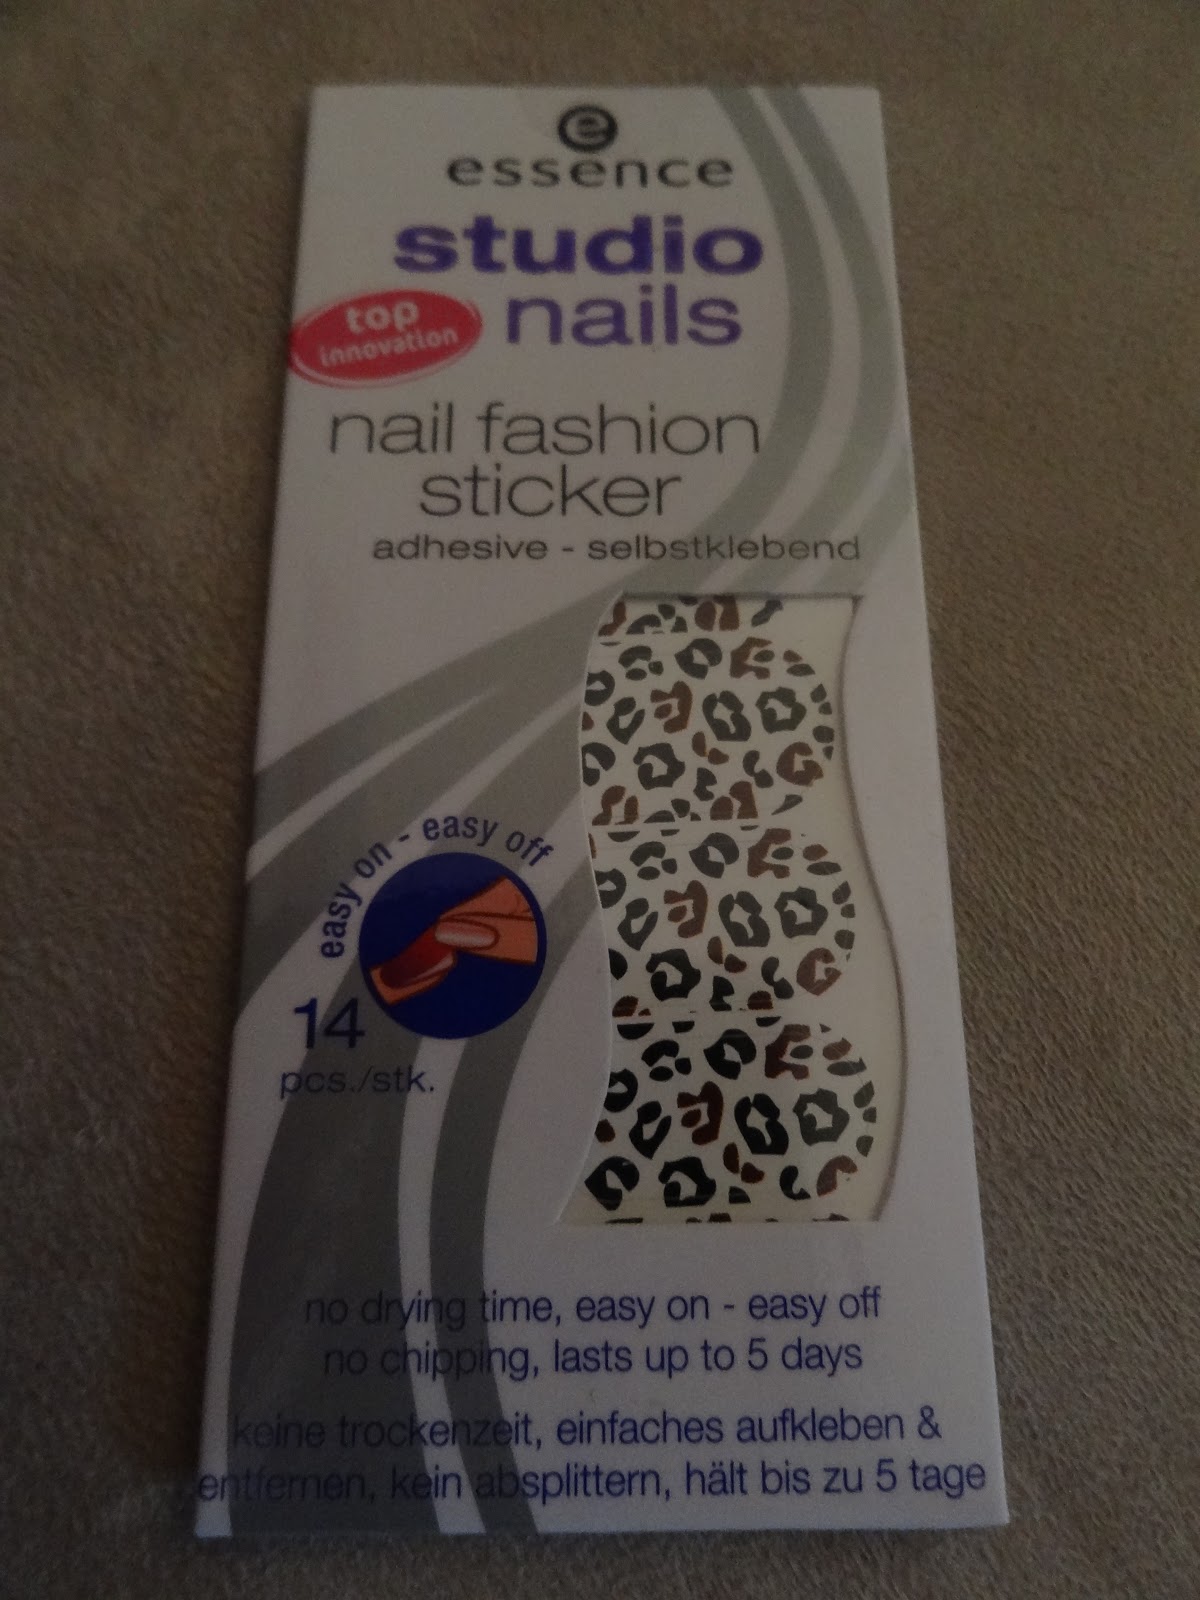 e
essence
studio
nails
top
innovation
nail fashion
sticker
adhesive - selbstklebend
easy on - easy off
14
pcs./stk.
no drying time, easy on - easy off
no chipping, lasts up to 5 days
keine trockenzeit, einfaches aufkleben &
entfernen, kein absplittern, hält bis zu 5 tage